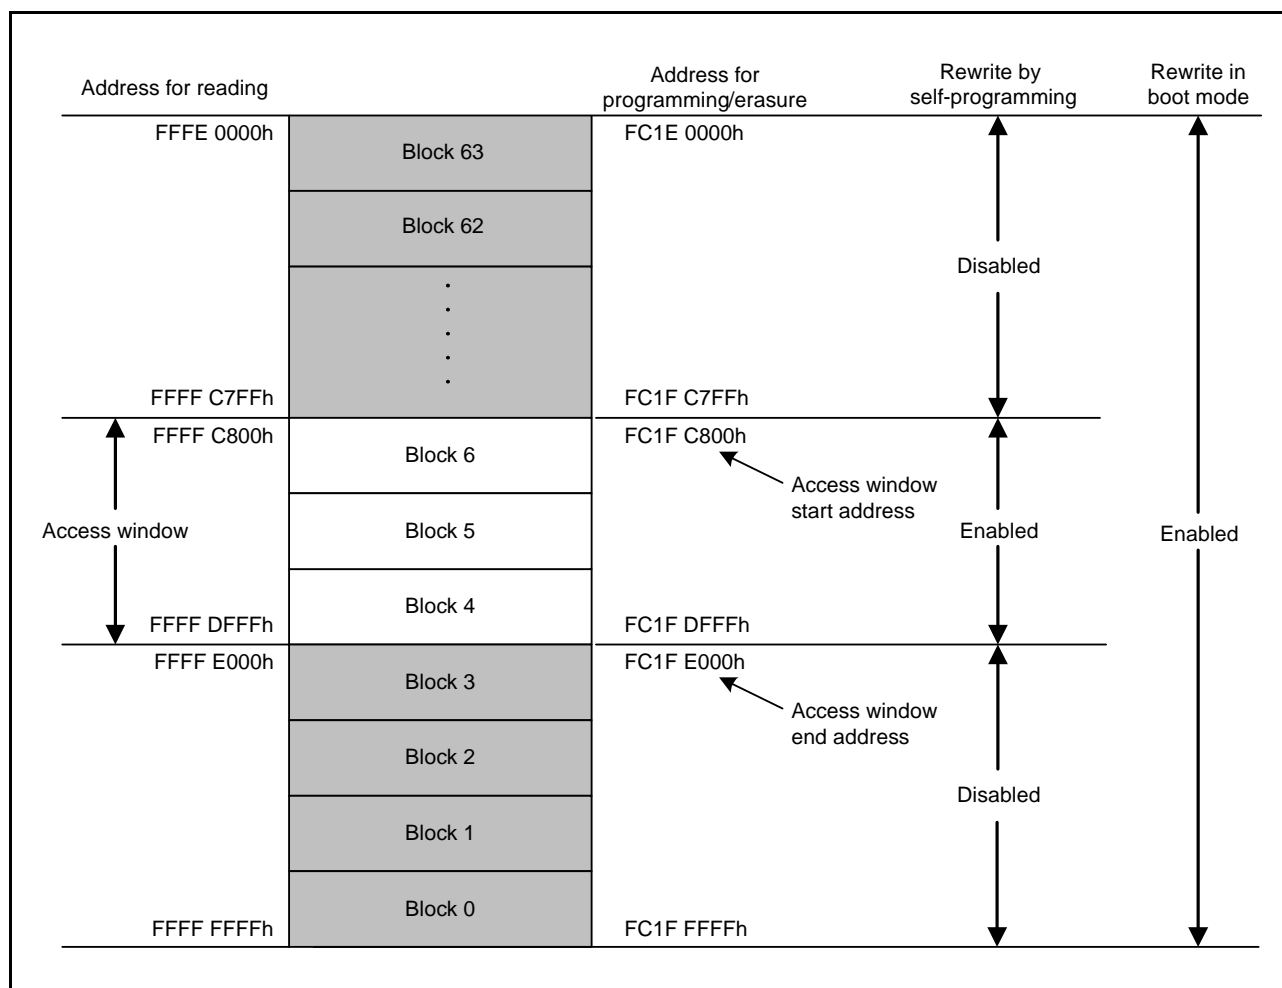 Address for reading
Address for
programming/erasure
Rewrite by
self-programming
Rewrite in
boot mode
FFFE 0000h
Block 63
FC1E 0000h
Block 62
Disabled
FFFF C7FFh
FC1F C7FFh
FFFF C800h
Block 6
FC1F C800h
Access window
start address
Access window
Block 5
Enabled
Enabled
Block 4
FFFF DFFFh
FC1F DFFFh
FFFF E000h
Block 3
FC1F E000h
Access window
end address
Block 2
Disabled
Block 1
Block 0
FFFF FFFFh
FC1F FFFFh